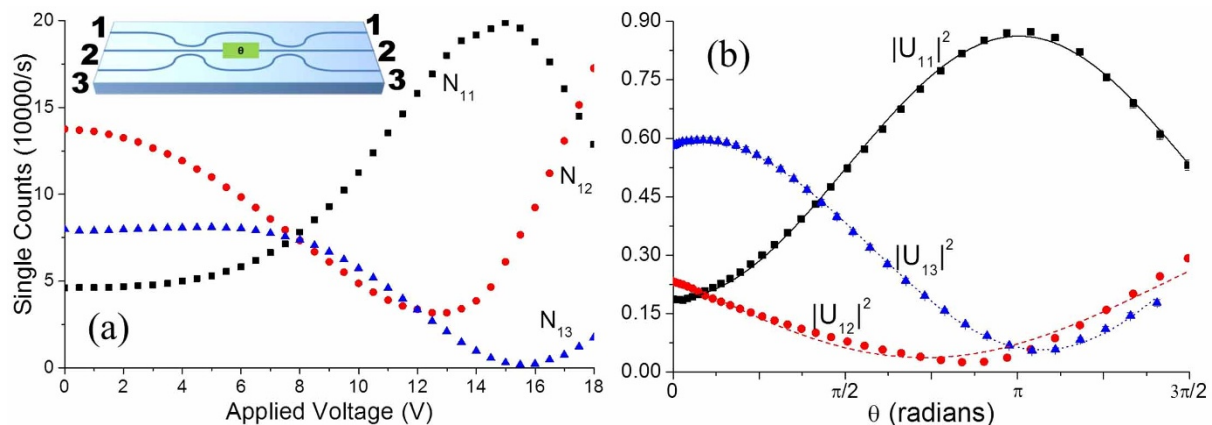 20
15
10
5
0
Single Counts (10000/s)
1
2
3
θ
1
2
3
N11
N12
N13
(a)
0 2 4 6 8 10 12 14 16 18
Applied Voltage (V)
0.90
0.75
0.60
0.45
0.30
0.15
0.00
(b)
|U11|²
|U13|²
|U12|²
0 π/2 π 3π/2
θ (radians)